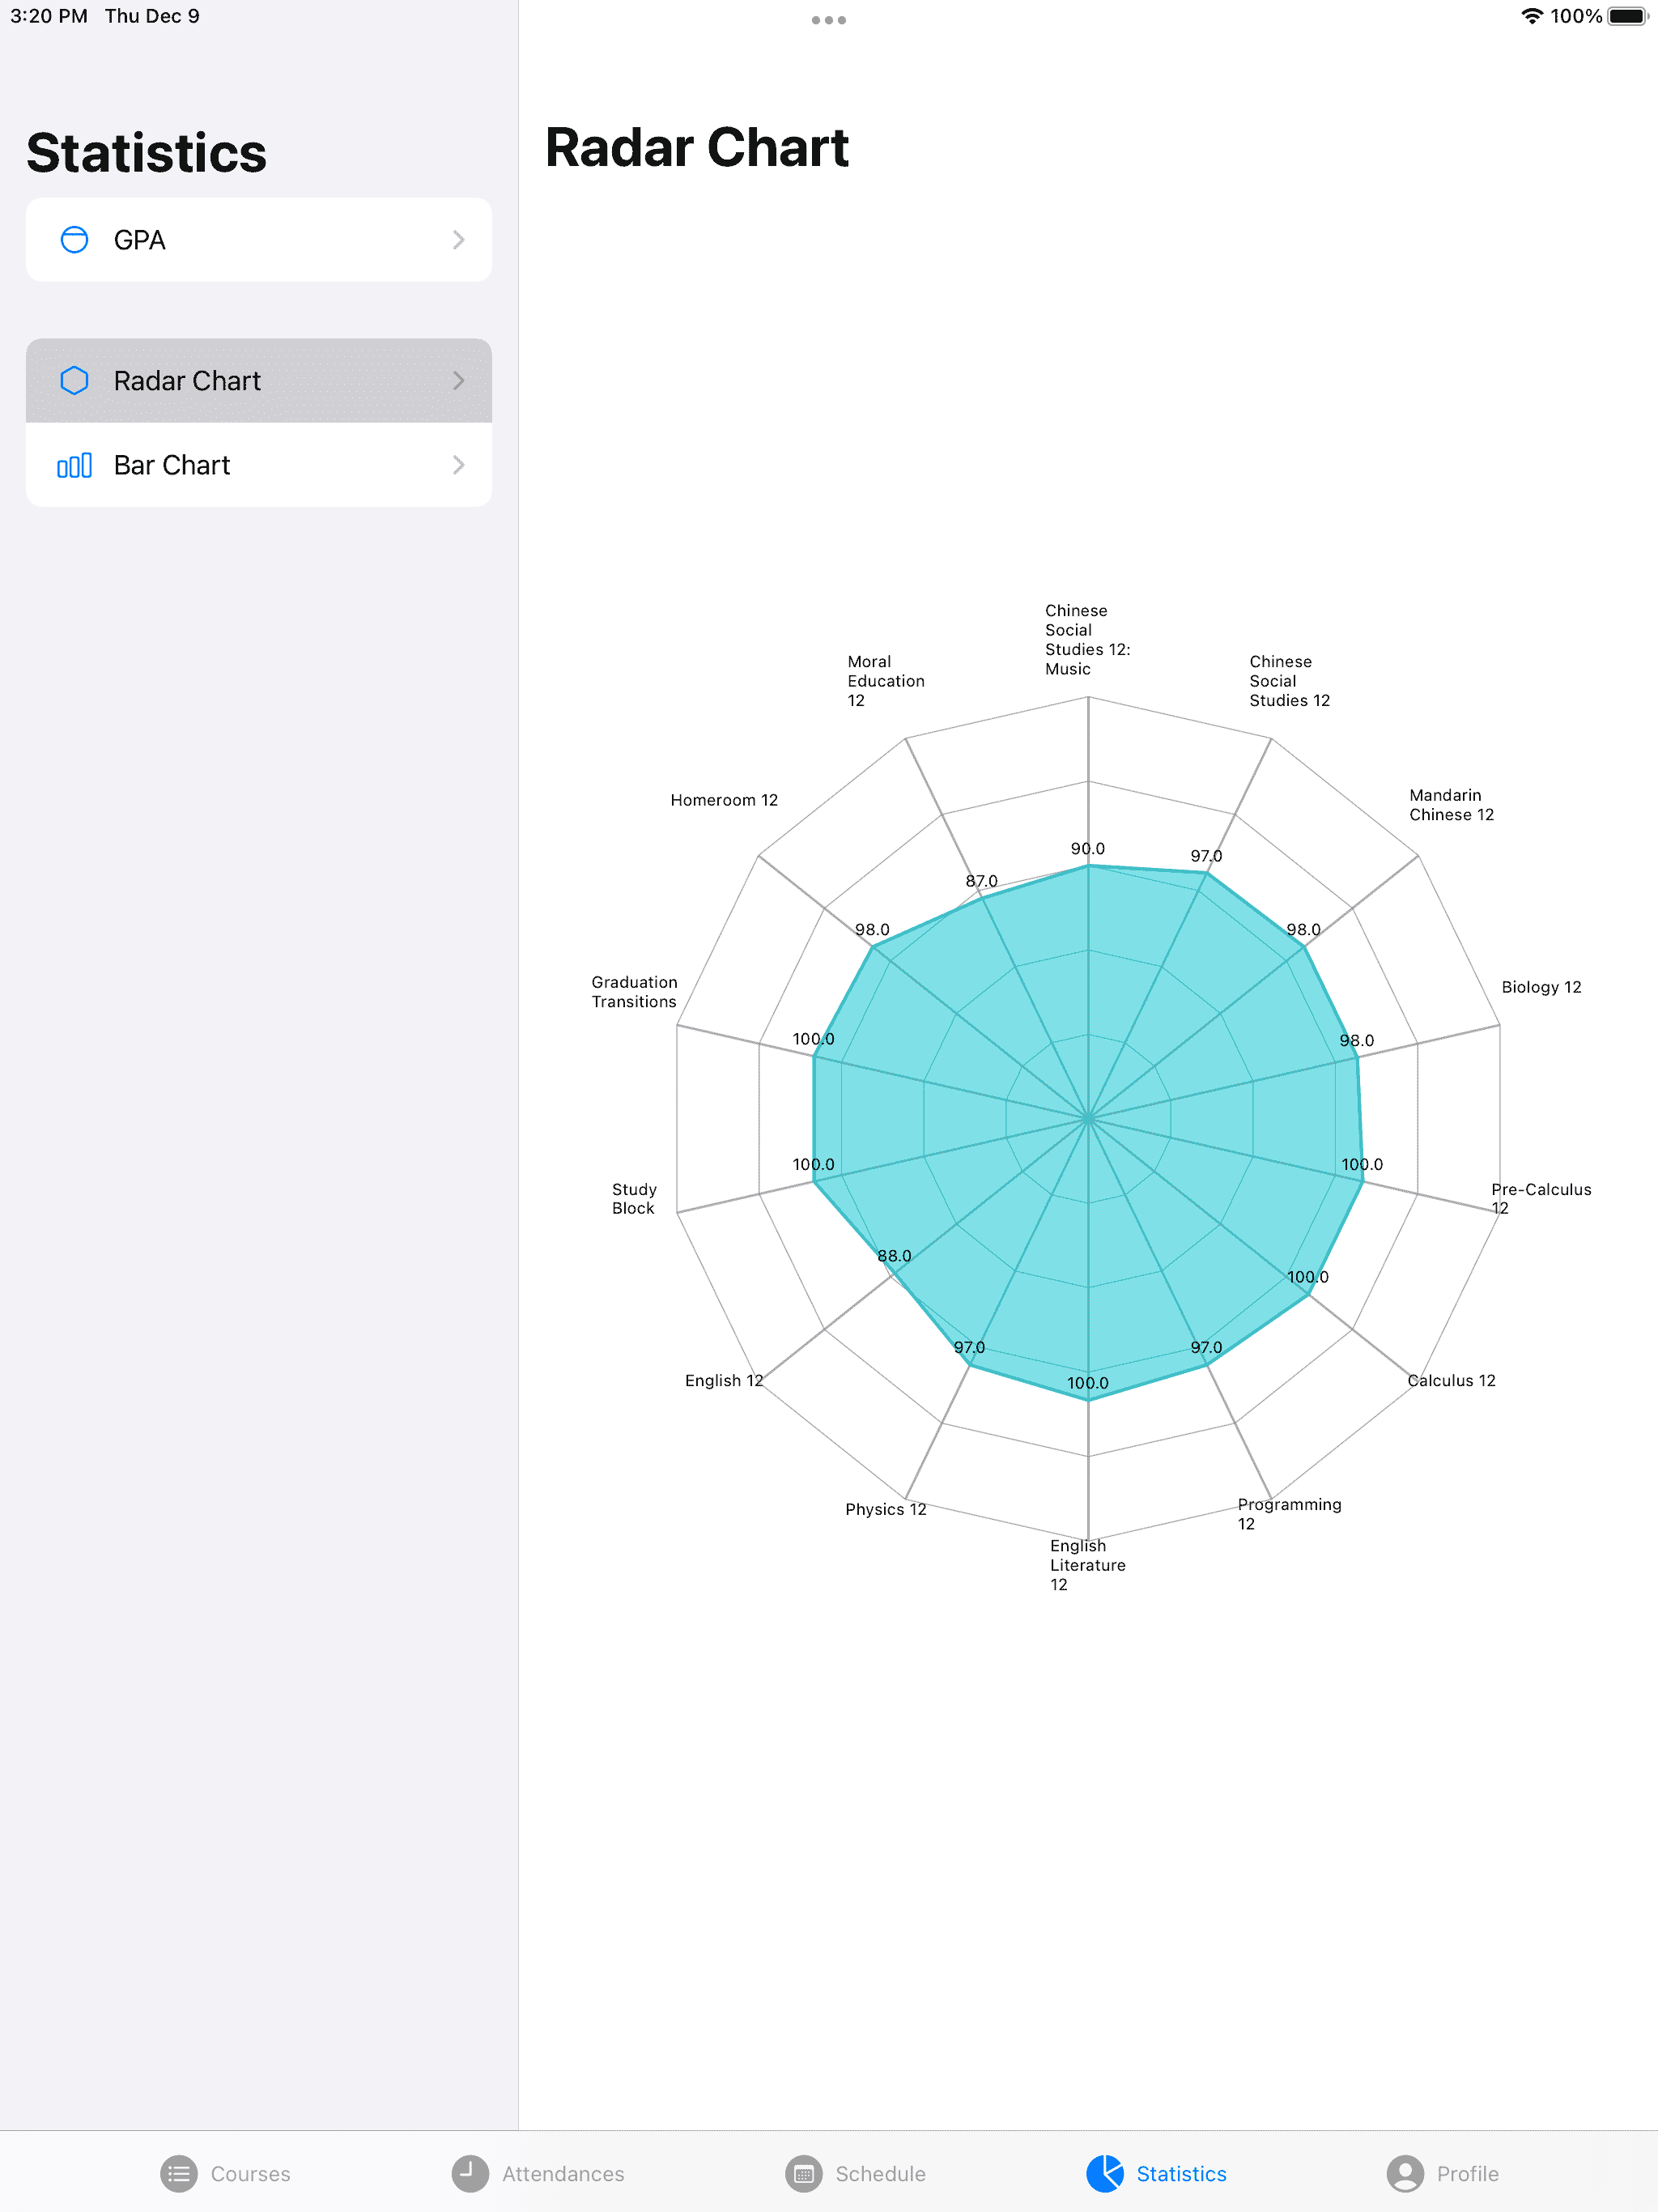 3:20 PM Thu Dec 9
100%
Statistics
GPA
Radar Chart
Bar Chart
Radar Chart
Chinese
Social
Studies 12:
Music
Chinese
Social
Studies 12
Mandarin
Chinese 12
Biology 12
Pre-Calculus
12
Calculus 12
Programming
12
English
Literature
12
Physics 12
English 12
Study
Block
Graduation
Transitions
Homeroom 12
Moral
Education
12
90.0
97.0
98.0
98.0
100.0
100.0
97.0
100.0
97.0
88.0
100.0
100.0
98.0
87.0
Courses
Attendances
Schedule
Statistics
Profile